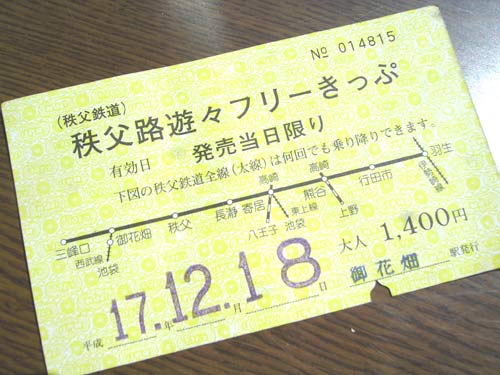 № 014815
(秩父鉄道)
秩父路遊々フリーきっぷ
有効日 発売当日限り
下図の秩父鉄道全線(太線)は何回でも乗り降りできます。
高崎 高崎 羽生
三峰口 御花畑 秩父 長瀞 寄居 熊谷 行田市 伊勢崎線
西武線 池袋 八王子 東上線 池袋 上野
大人 1,400円
平成 17.年 12.月 18 日 御花畑 駅発行